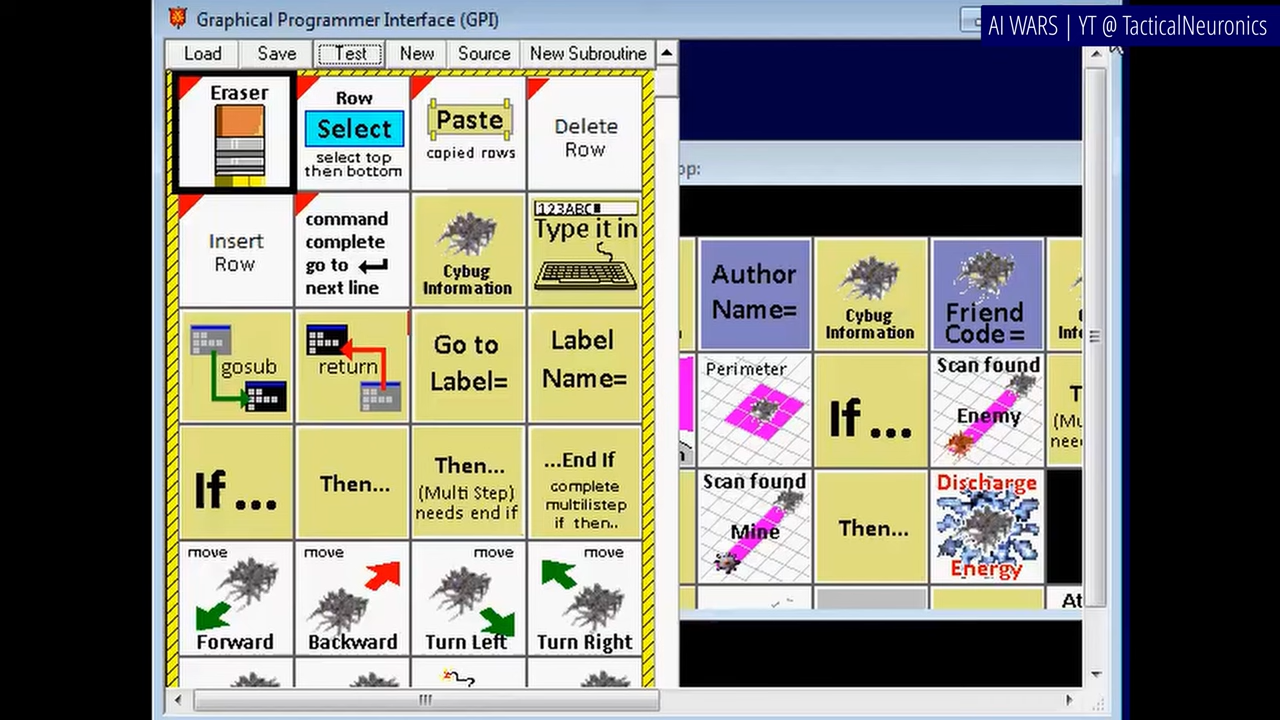 Graphical Programmer Interface (GPI)
AI WARS | YT @ TacticalNeuronics
Load Save Test New Source New Subroutine
Eraser
Row
Select
select top
then bottom
Paste
copied rows
Delete
Row
op:
Insert
Row
command
complete
go to
next line
Cybug
Information
123ABC
Type it in
Author
Name=
Cybug
Information
Friend
Code=
gosub
return
Go to
Label=
Label
Name=
Perimeter
If...
Scan found
Enemy
If...
Then...
Then...
(Multi Step)
needs end if
...End If
complete
multilistep
if then..
Scan found
Mine
Then...
Discharge
Energy
move
Forward
move
Backward
move
Turn Left
move
Turn Right
At